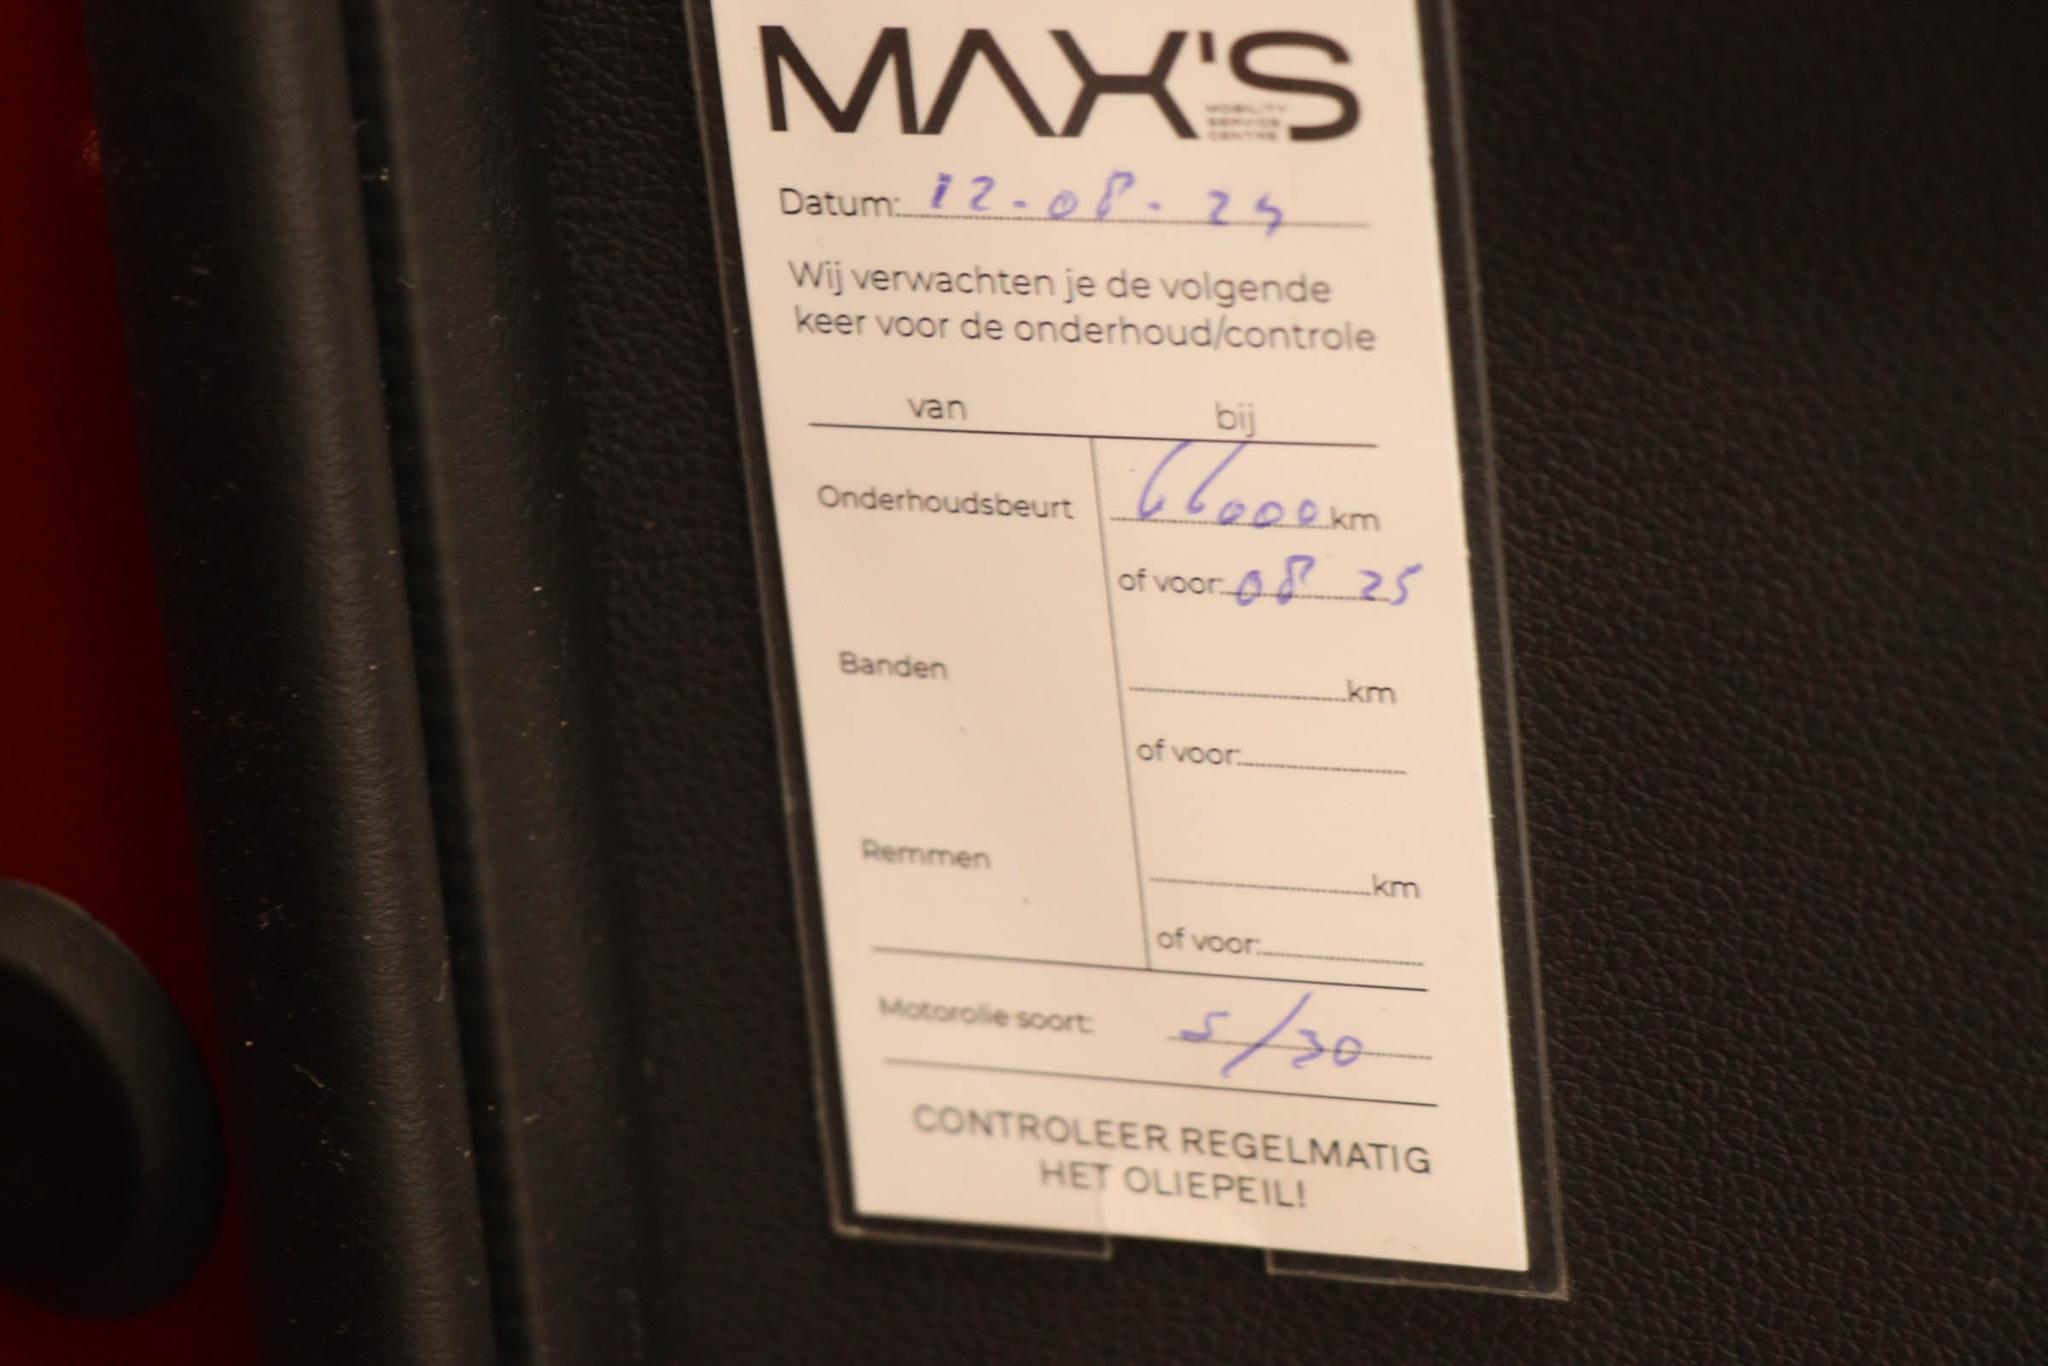 MAX'S
MOBILITY
SERVICE
CENTRE
Datum: 12-08-24
Wij verwachten je de volgende
keer voor de onderhoud/controle
van bij
Onderhoudsbeurt 66000 km
of voor: 08 25
Banden km
of voor:
Remmen km
of voor:
Motorolie soort: 5/30
CONTROLEER REGELMATIG
HET OLIEPEIL!